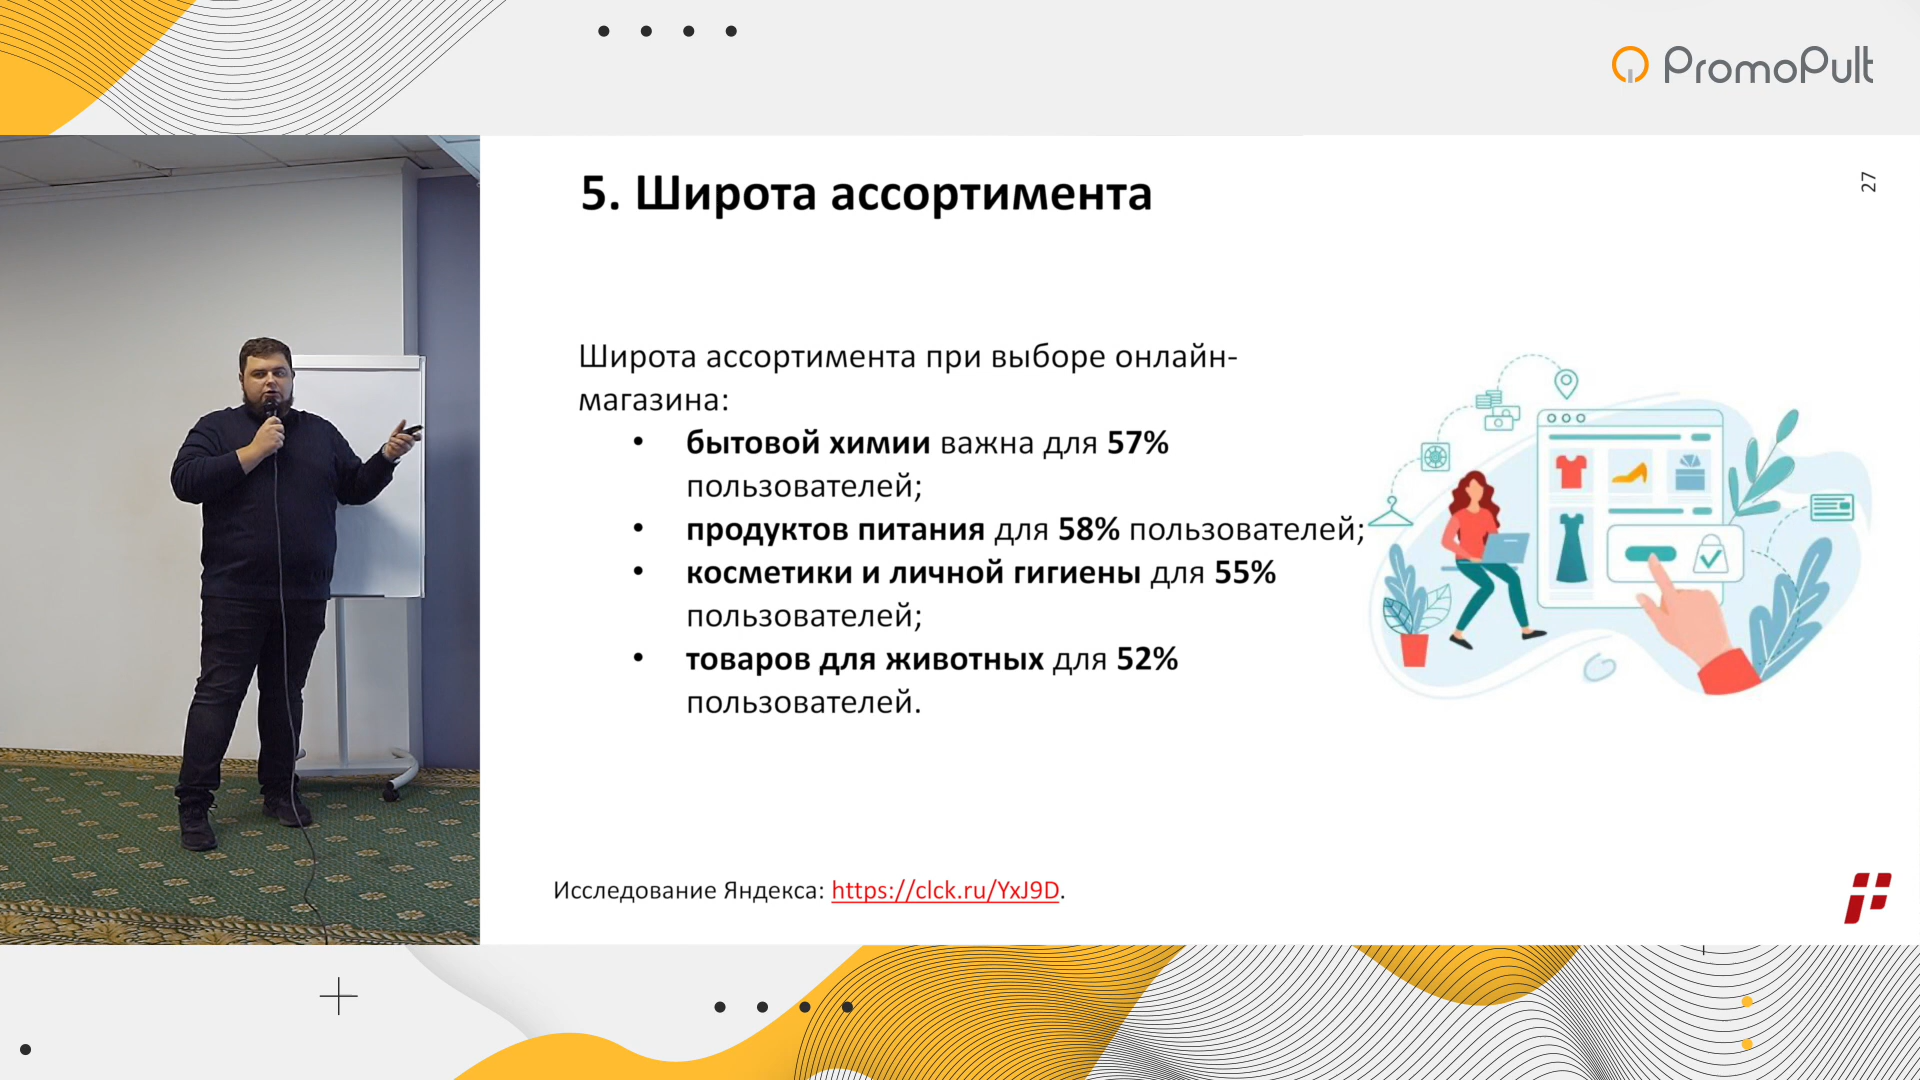 PromoPult
5. Широта ассортимента
27
Широта ассортимента при выборе онлайн-
магазина:
• бытовой химии важна для 57%
пользователей;
• продуктов питания для 58% пользователей;
• косметики и личной гигиены для 55%
пользователей;
• товаров для животных для 52%
пользователей.
Исследование Яндекса: https://clck.ru/YxJ9D.